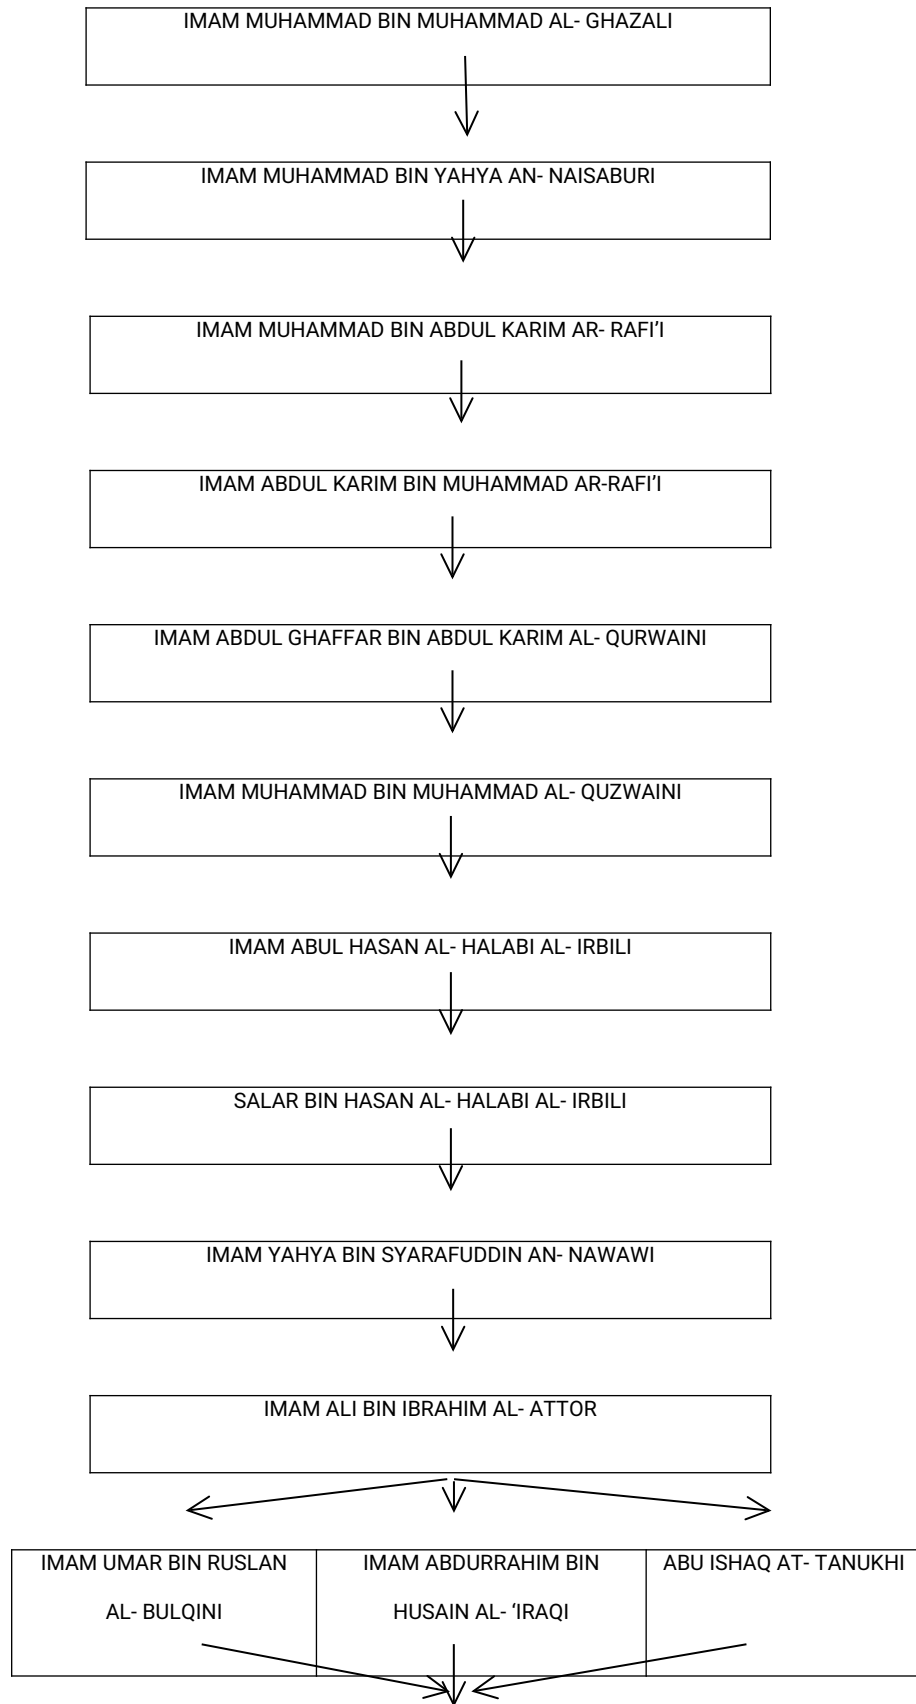 IMAM MUHAMMAD BIN MUHAMMAD AL- GHAZALI
IMAM MUHAMMAD BIN YAHYA AN- NAISABURI
IMAM MUHAMMAD BIN ABDUL KARIM AR- RAFI’I
IMAM ABDUL KARIM BIN MUHAMMAD AR-RAFI’I
IMAM ABDUL GHAFFAR BIN ABDUL KARIM AL- QURWAINI
IMAM MUHAMMAD BIN MUHAMMAD AL- QUZWAINI
IMAM ABUL HASAN AL- HALABI AL- IRBILI
SALAR BIN HASAN AL- HALABI AL- IRBILI
IMAM YAHYA BIN SYARAFUDDIN AN- NAWAWI
IMAM ALI BIN IBRAHIM AL- ATTOR
IMAM UMAR BIN RUSLAN
AL- BULQINI
IMAM ABDURRAHIM BIN
HUSAIN AL- ‘IRAQI
ABU ISHAQ AT- TANUKHI